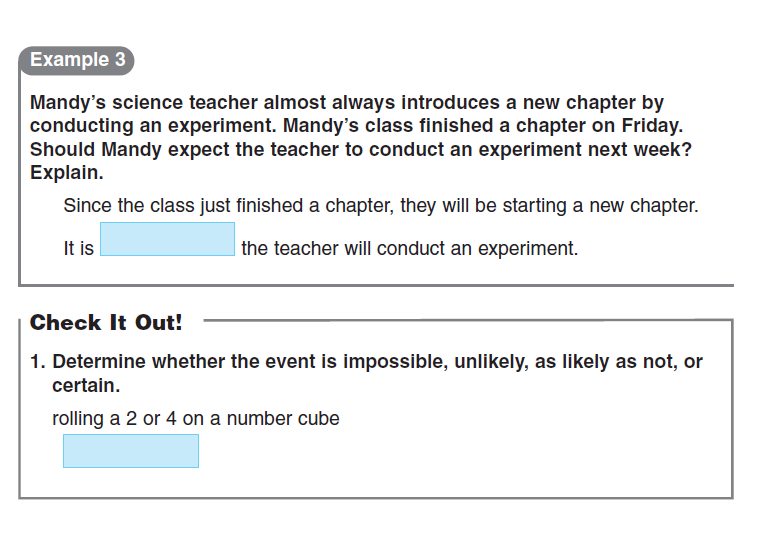 Example 3
Mandy's science teacher almost always introduces a new chapter by
conducting an experiment. Mandy's class finished a chapter on Friday.
Should Mandy expect the teacher to conduct an experiment next week?
Explain.
Since the class just finished a chapter, they will be starting a new chapter.
It is the teacher will conduct an experiment.
Check It Out!
1. Determine whether the event is impossible, unlikely, as likely as not, or
certain.
rolling a 2 or 4 on a number cube